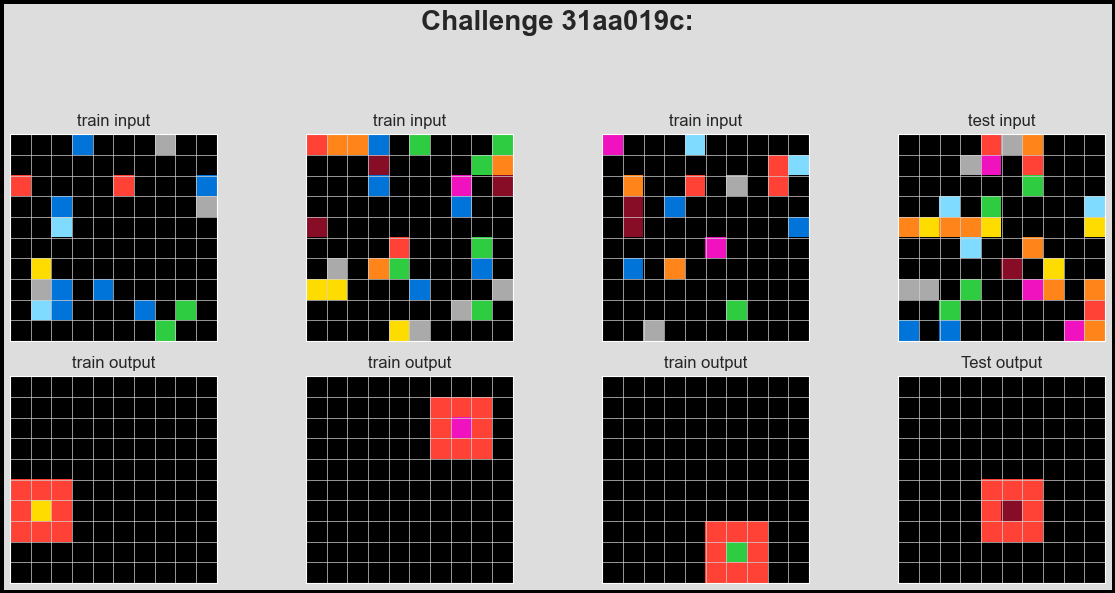 Challenge 31aa019c:
train input
train input
train input
test input
train output
train output
train output
Test output